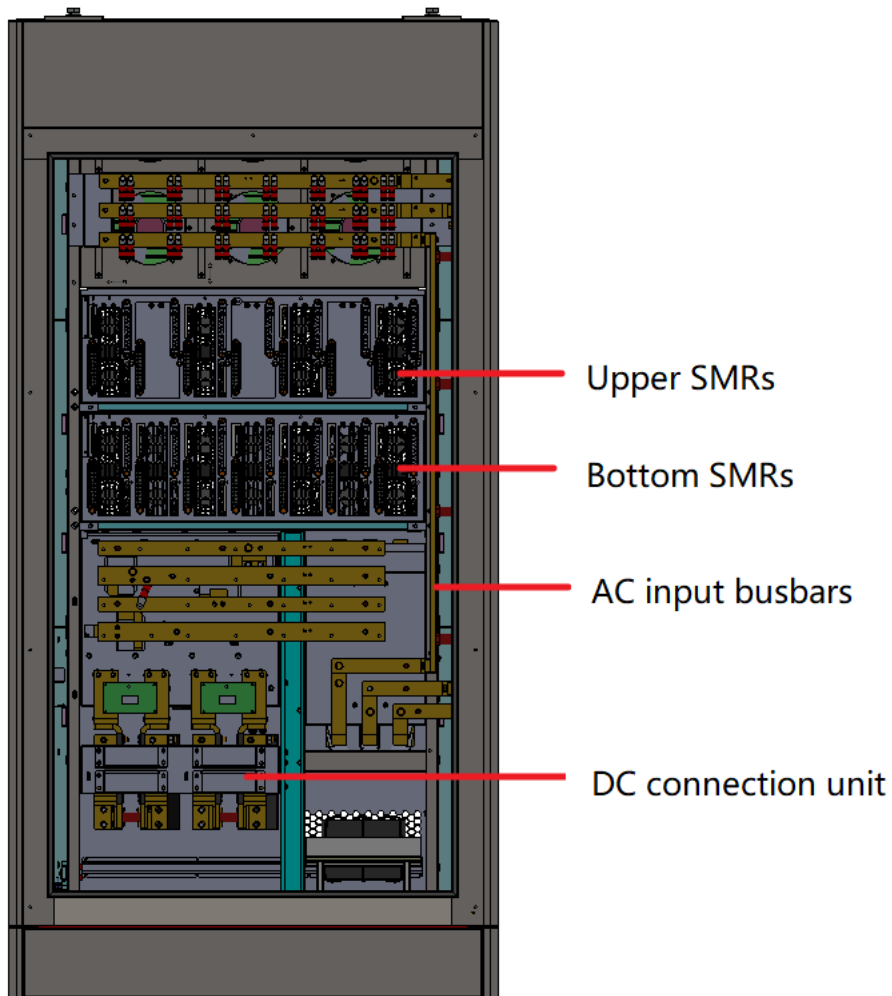 Upper SMRs
Bottom SMRs
AC input busbars
DC connection unit